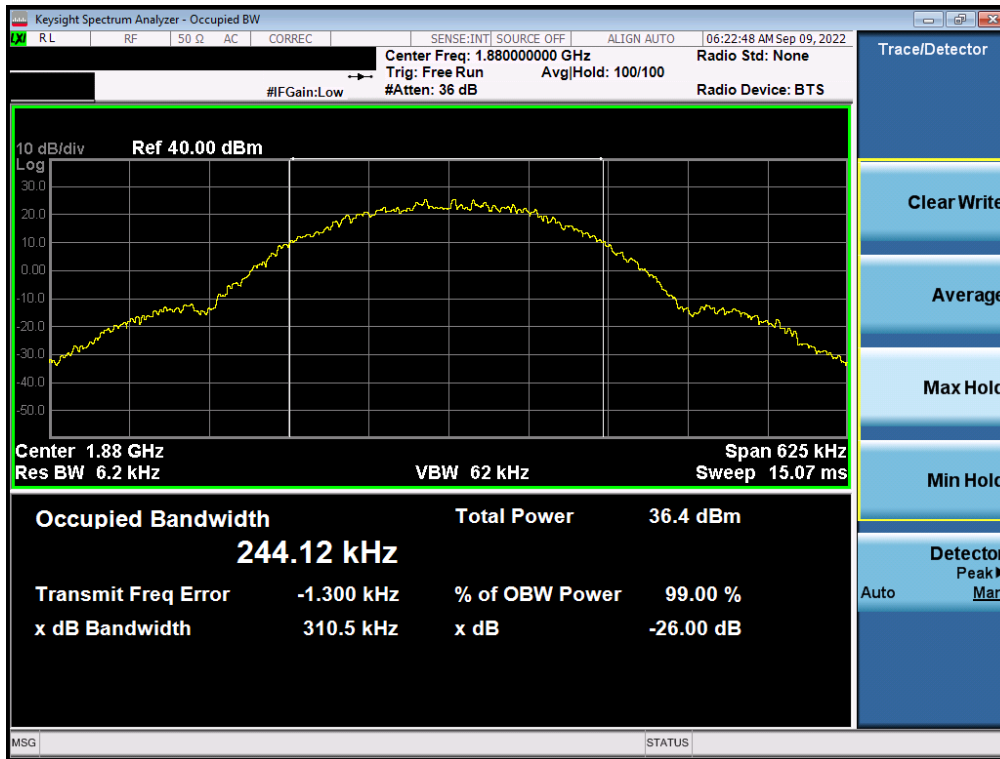 Keysight Spectrum Analyzer - Occupied BW
LXI RL RF 50 Ω AC CORREC SENSE:INT SOURCE OFF ALIGN AUTO 06:22:48 AM Sep 09, 2022
Center Freq: 1.880000000 GHz Radio Std: None
Trig: Free Run Avg|Hold: 100/100
#IFGain:Low #Atten: 36 dB Radio Device: BTS
10 dB/div Ref 40.00 dBm
Log
30.0
20.0
10.0
0.00
-10.0
-20.0
-30.0
-40.0
-50.0
Center 1.88 GHz Span 625 kHz
Res BW 6.2 kHz VBW 62 kHz Sweep 15.07 ms
Occupied Bandwidth Total Power 36.4 dBm
244.12 kHz
Transmit Freq Error -1.300 kHz % of OBW Power 99.00 %
x dB Bandwidth 310.5 kHz x dB -26.00 dB
MSG STATUS
Trace/Detector
Clear Write
Average
Max Hold
Min Hold
Detector
Peak▶
Auto Man